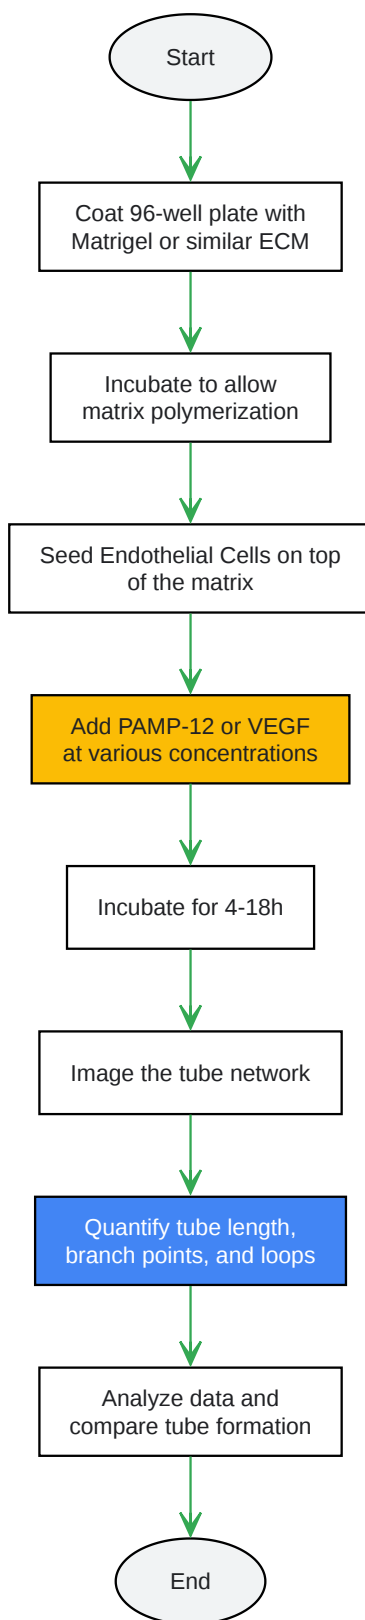 Start
Coat 96-well plate with
Matrigel or similar ECM
Incubate to allow
matrix polymerization
Seed Endothelial Cells on top
of the matrix
Add PAMP-12 or VEGF
at various concentrations
Incubate for 4-18h
Image the tube network
Quantify tube length,
branch points, and loops
Analyze data and
compare tube formation
End